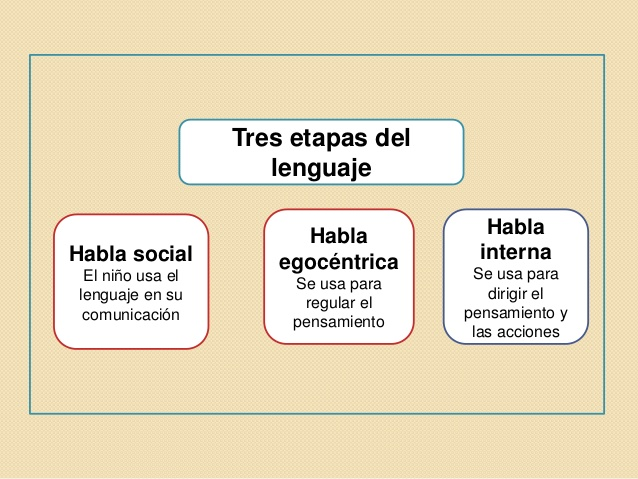 Tres etapas del
lenguaje
Habla social
El niño usa el
lenguaje en su
comunicación
Habla
egocéntrica
Se usa para
regular el
pensamiento
Habla
interna
Se usa para
dirigir el
pensamiento y
las acciones